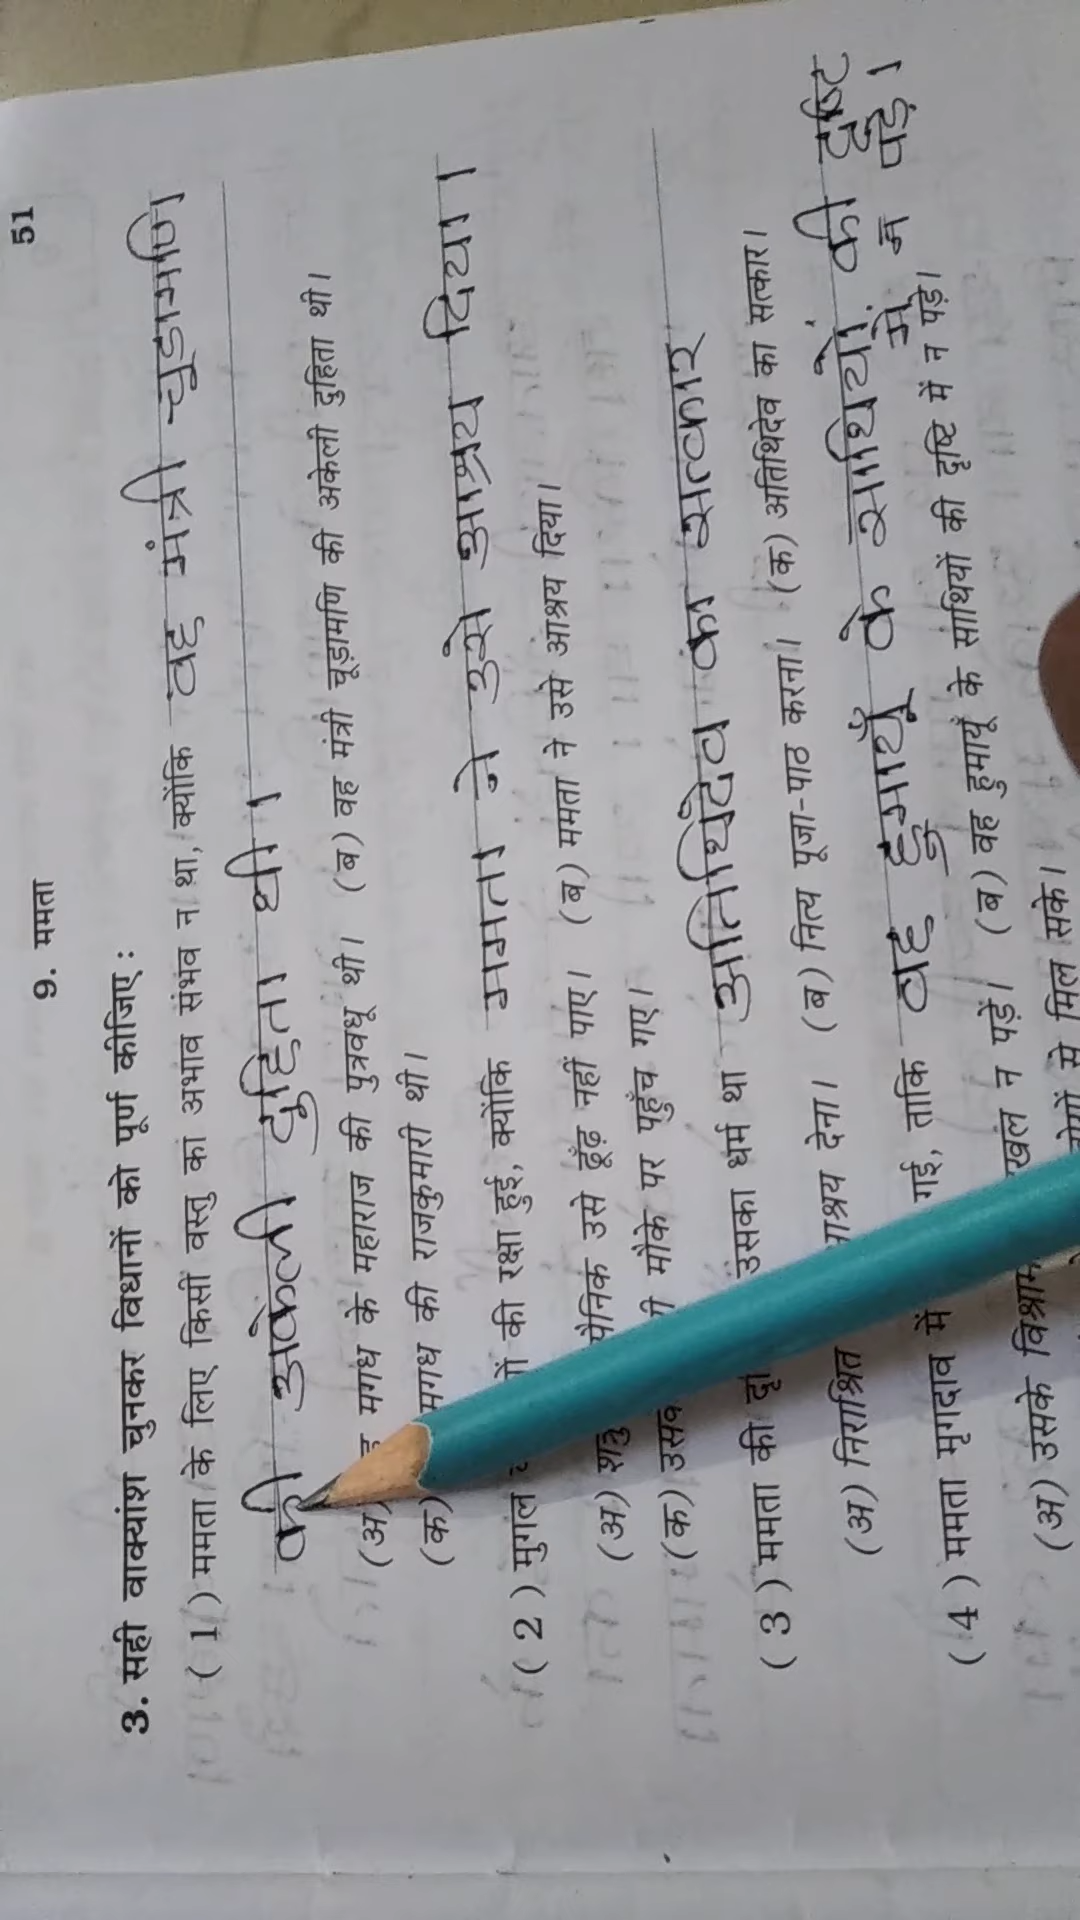 9. ममता 51
3. सही वाक्यांश चुनकर विधानों को पूर्ण कीजिए :
( 1 ) ममता के लिए किसी वस्तु का अभाव संभव न था, क्योंकि वह मंत्री चुडामणि
की अकेली दुहिता थी।
(अ) मगध के महाराज की पुत्रवधू थी। (ब) वह मंत्री चूड़ामणि की अकेली दुहिता थी।
(क) मगध की राजकुमारी थी।
( 2 ) मुगल की रक्षा हुई, क्योंकि ममता ने उसे आश्रय दिया।
(अ) सैनिक उसे ढूंढ़ नहीं पाए। (ब) ममता ने उसे आश्रय दिया।
(क) मौके पर पहुँच गए।
( 3 ) ममता की उसका धर्म था अतिथिदेव का सत्कार
(अ) निराश्रित आश्रय देना। (ब) नित्य पूजा-पाठ करना। (क) अतिथिदेव का सत्कार।
( 4 ) ममता मृगदाव में गई, ताकि वह हुमायूँ के साथियों की दृष्टि
में न पड़े।
(अ) उसके विश्राम न पड़े। (ब) वह हुमायूं के साथियों की दृष्टि में न पड़े।
से मिल सके।